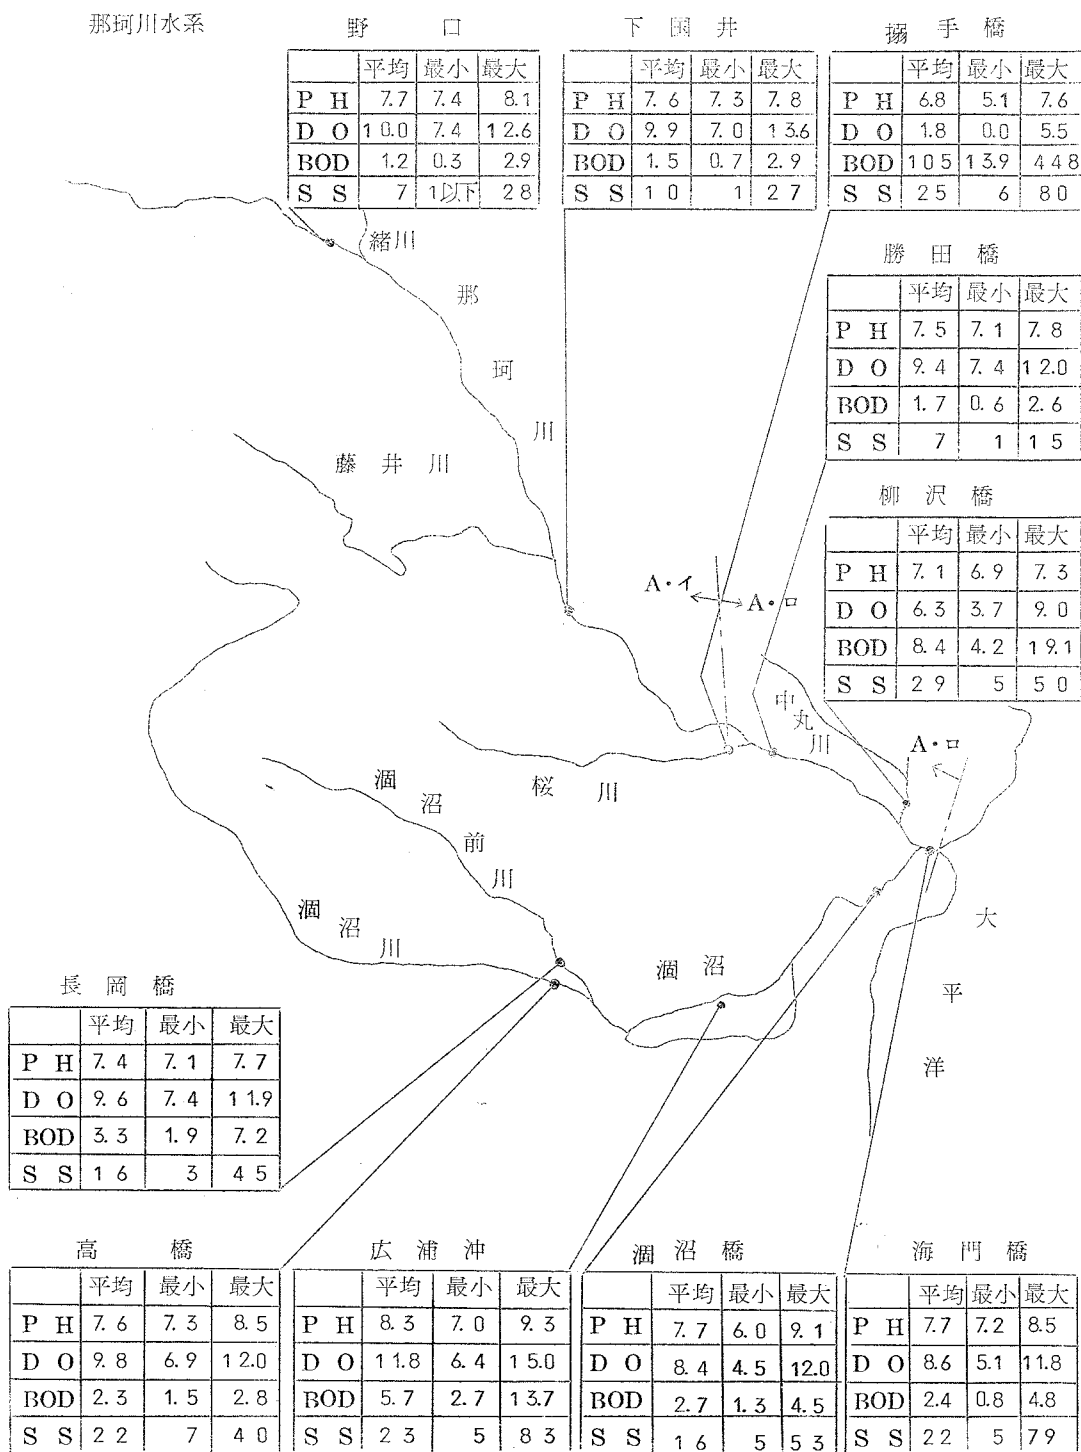 那珂川水系
野口
平均 最小 最大
PH 7.7 7.4 8.1
DO 10.0 7.4 12.6
BOD 1.2 0.3 2.9
SS 7 1以下 28
下国井
平均 最小 最大
PH 7.6 7.3 7.8
DO 9.9 7.0 13.6
BOD 1.5 0.7 2.9
SS 10 1 27
搦手橋
平均 最小 最大
PH 6.8 5.1 7.6
DO 1.8 0.0 5.5
BOD 105 13.9 448
SS 25 6 80
勝田橋
平均 最小 最大
PH 7.5 7.1 7.8
DO 9.4 7.4 12.0
BOD 1.7 0.6 2.6
SS 7 1 15
柳沢橋
平均 最小 最大
PH 7.1 6.9 7.3
DO 6.3 3.7 9.0
BOD 8.4 4.2 19.1
SS 29 5 50
緒川
那珂川
藤井川
A・イ A・ロ
中丸川
A・ロ
桜川
涸沼前川
涸沼川
涸沼
大平洋
長岡橋
平均 最小 最大
PH 7.4 7.1 7.7
DO 9.6 7.4 11.9
BOD 3.3 1.9 7.2
SS 16 3 45
高橋
平均 最小 最大
PH 7.6 7.3 8.5
DO 9.8 6.9 12.0
BOD 2.3 1.5 2.8
SS 22 7 40
広浦沖
平均 最小 最大
PH 8.3 7.0 9.3
DO 11.8 6.4 15.0
BOD 5.7 2.7 13.7
SS 23 5 83
涸沼橋
平均 最小 最大
PH 7.7 6.0 9.1
DO 8.4 4.5 12.0
BOD 2.7 1.3 4.5
SS 16 5 53
海門橋
平均 最小 最大
PH 7.7 7.2 8.5
DO 8.6 5.1 11.8
BOD 2.4 0.8 4.8
SS 22 5 79